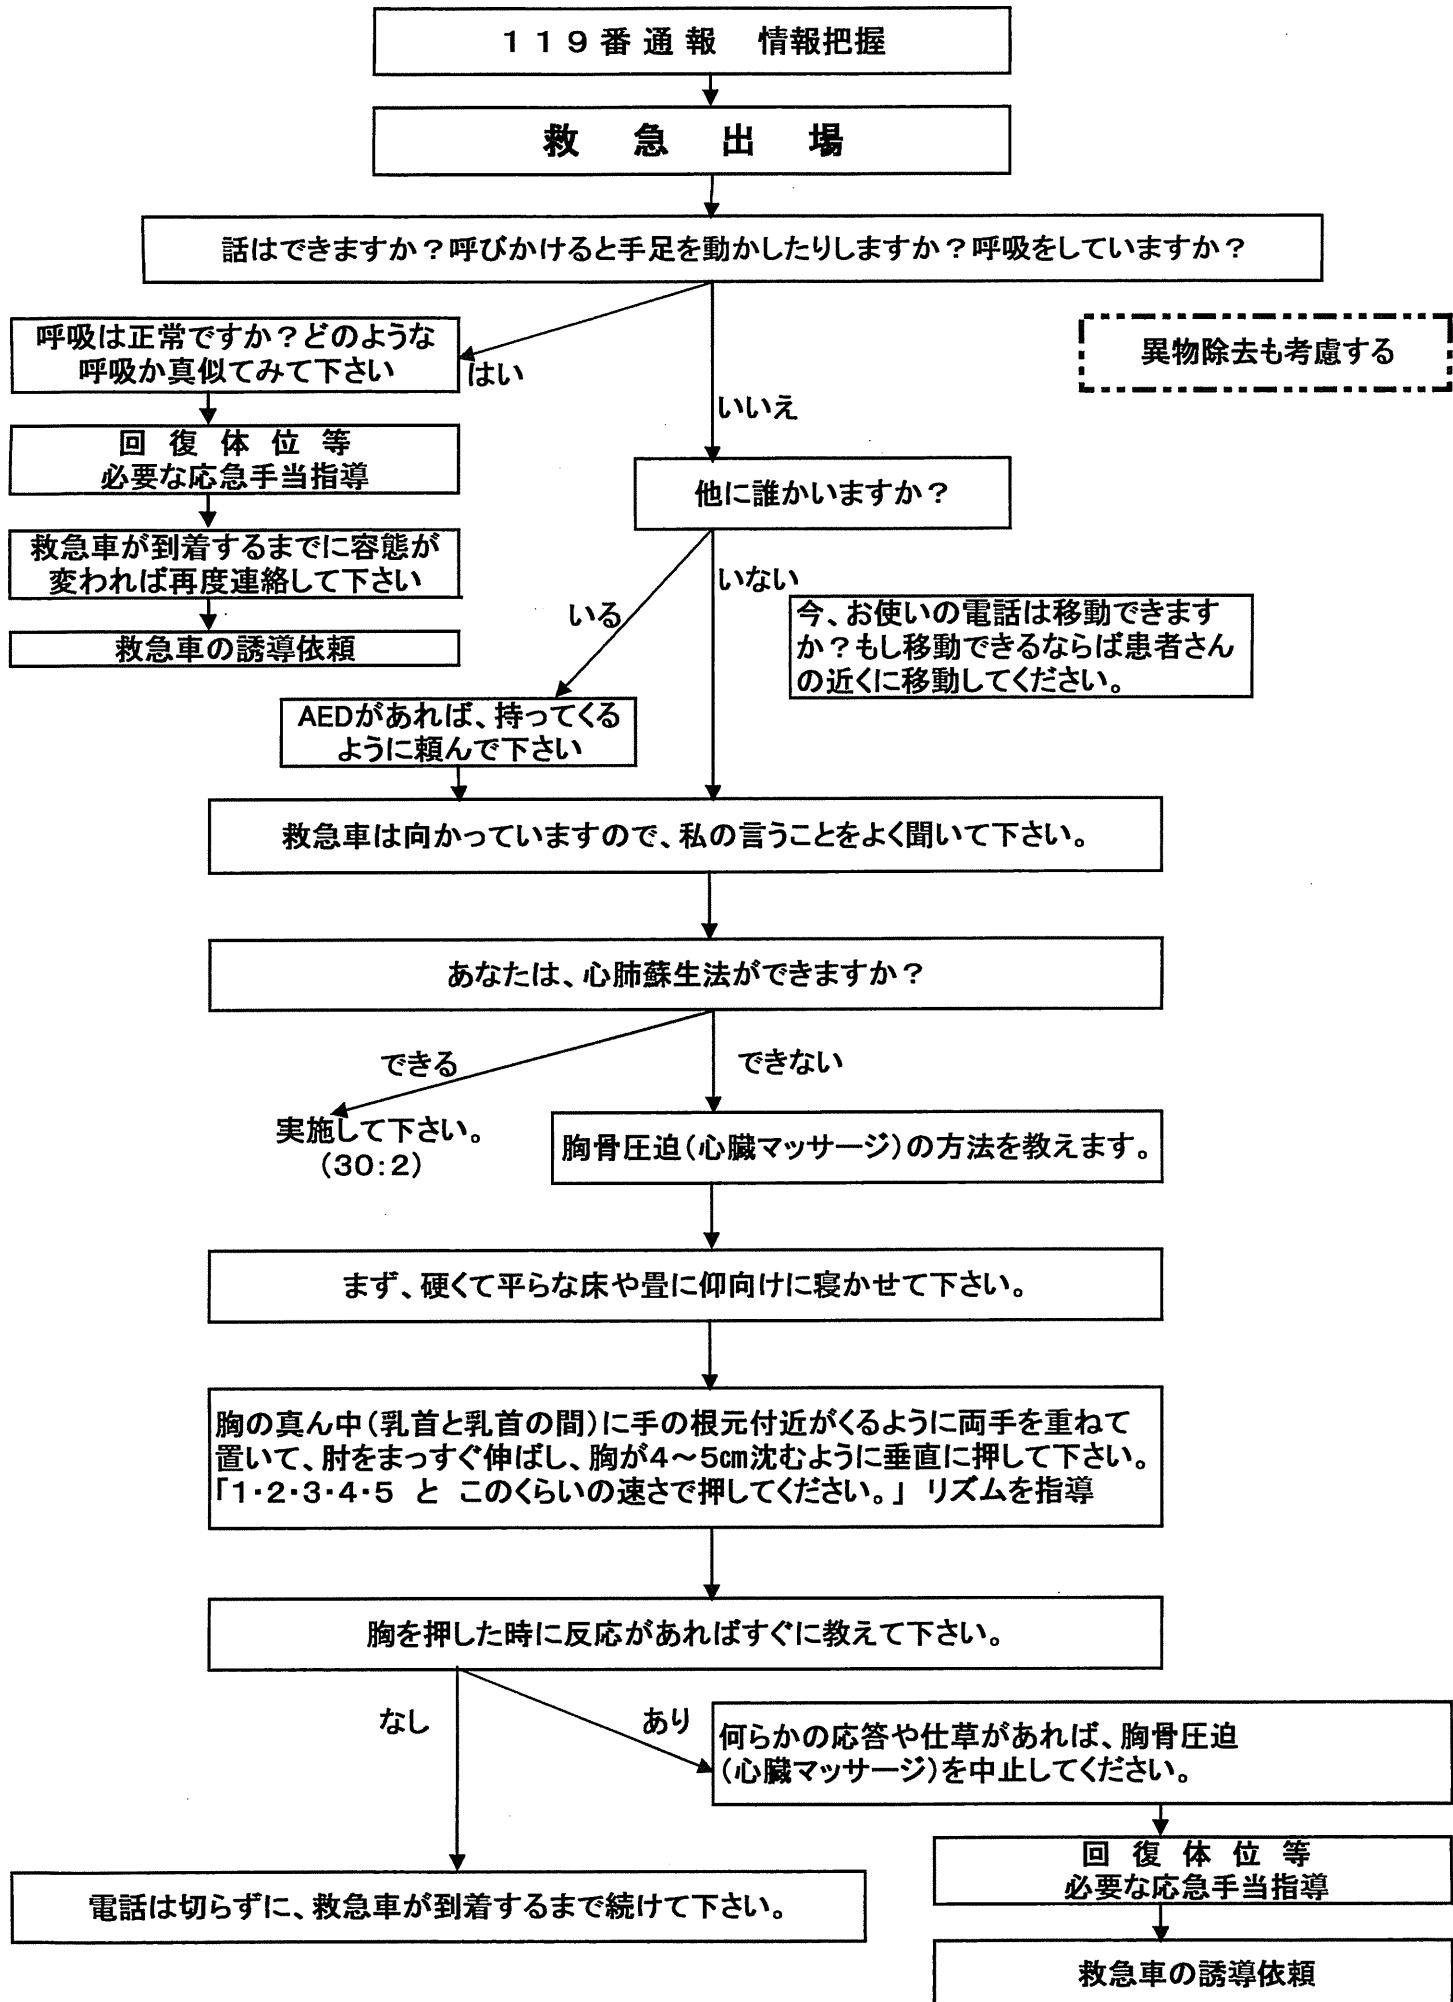 119番通報 情報把握
救急出場
話はできますか？呼びかけると手足を動かしたりしますか？呼吸をしていますか？
呼吸は正常ですか？どのような
呼吸か真似てみて下さい
はい
異物除去も考慮する
いいえ
回復体位等
必要な応急手当指導
他に誰かいますか？
救急車が到着するまでに容態が
変われば再度連絡して下さい
いない
いる
救急車の誘導依頼
今、お使いの電話は移動できます
か？もし移動できるならば患者さん
の近くに移動してください。
AEDがあれば、持ってくる
ように頼んで下さい
救急車は向かっていますので、私の言うことをよく聞いて下さい。
あなたは、心肺蘇生法ができますか？
できる
できない
実施して下さい。
（30：2）
胸骨圧迫（心臓マッサージ）の方法を教えます。
まず、硬くて平らな床や畳に仰向けに寝かせて下さい。
胸の真ん中（乳首と乳首の間）に手の根元付近がくるように両手を重ねて
置いて、肘をまっすぐ伸ばし、胸が4～5㎝沈むように垂直に押して下さい。
「1・2・3・4・5 と このくらいの速さで押してください。」 リズムを指導
胸を押した時に反応があればすぐに教えて下さい。
なし
あり
何らかの応答や仕草があれば、胸骨圧迫
（心臓マッサージ）を中止してください。
回復体位等
必要な応急手当指導
電話は切らずに、救急車が到着するまで続けて下さい。
救急車の誘導依頼